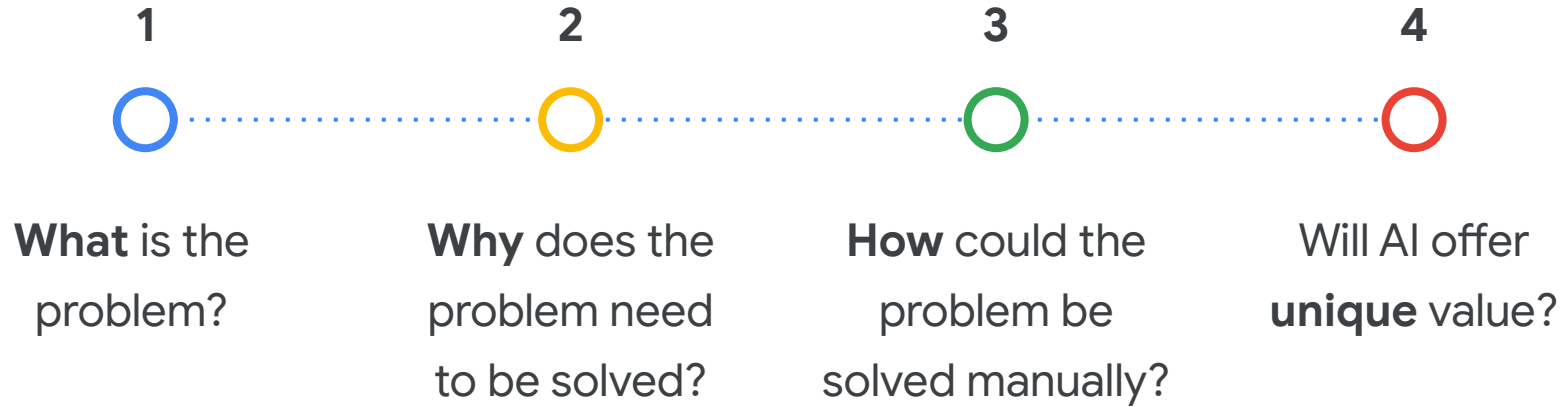 1
What is the
problem?
2
Why does the
problem need
to be solved?
3
How could the
problem be
solved manually?
4
Will AI offer
unique value?